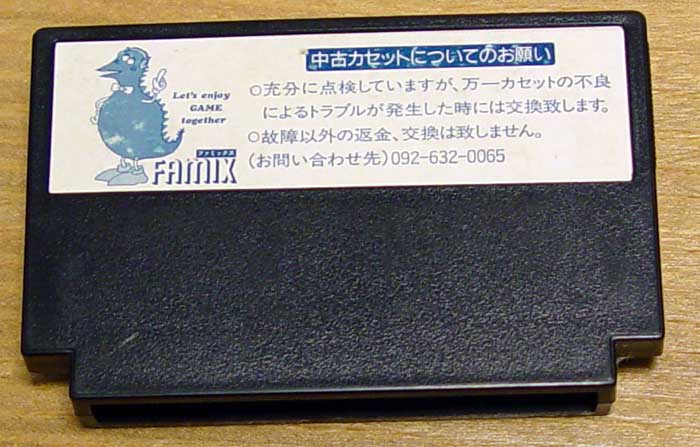 中古カセットについてのお願い
○充分に点検していますが、万一カセットの不良
によるトラブルが発生した時には交換致します。
○故障以外の返金、交換は致しません。
(お問い合わせ先)092-632-0065
Let's enjoy
GAME
together
ファミックス
FAMIX